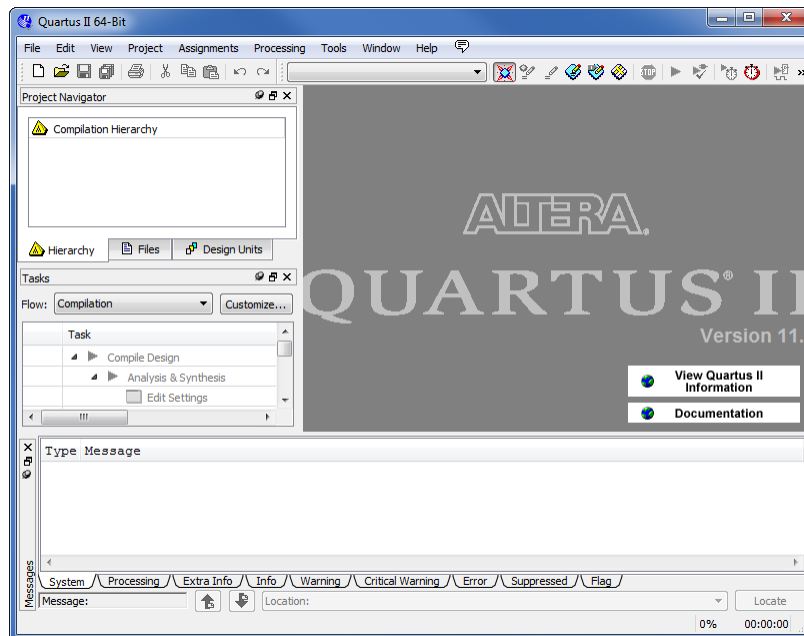 Quartus II 64-Bit
File Edit View Project Assignments Processing Tools Window Help
STOP
Project Navigator
Compilation Hierarchy
Hierarchy Files Design Units
Tasks
Flow: Compilation Customize...
Task
Compile Design
Analysis & Synthesis
Edit Settings
ALTERA.
QUARTUS® II
Version 11.
View Quartus II
Information
Documentation
Type Message
System Processing Extra Info Info Warning Critical Warning Error Suppressed Flag
Messages
Message: Location: Locate
0% 00:00:00